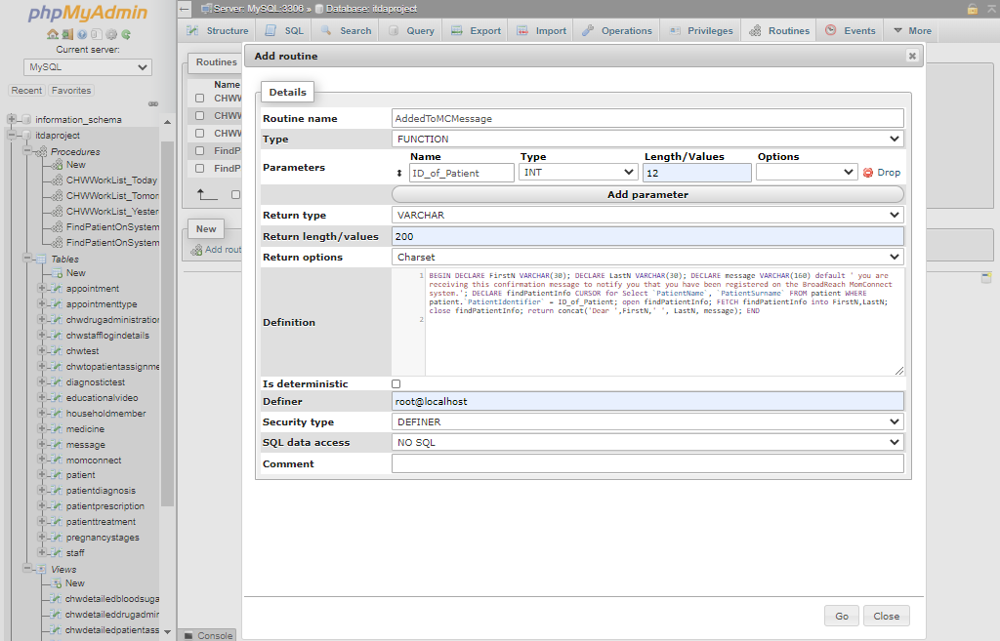 phpMyAdmin
Current server:
MySQL
Recent Favorites
information_schema
itdaproject
Procedures
New
CHWWorkList_Today
CHWWorkList_Tomor
CHWWorkList_Yester
FindPatientOnSystem
FindPatientOnSystem
Tables
New
appointment
appointmenttype
chwdrugadministration
chwstafflogindetails
chwtest
chwtopatientassignme
diagnostictest
educationalvideo
householdmember
medicine
message
momconnect
patient
patientdiagnosis
patientprescription
patienttreatment
pregnancystages
staff
Views
New
chwdetailedbloodsuga
chwdetaileddrugadmir
chwdetailedpatientass
Server: MySQL:3306 » Database: itdaproject
Structure SQL Search Query Export Import Operations Privileges Routines Events More
Routines
Name
CHWW
CHWW
CHWW
FindP
FindP
New
Add rout
Console
Add routine
Details
Routine name AddedToMCMessage
Type FUNCTION
Parameters
Name Type Length/Values Options
ID_of_Patient INT 12 Drop
Add parameter
Return type VARCHAR
Return length/values 200
Return options Charset
Definition
1 BEGIN DECLARE FirstN VARCHAR(30); DECLARE LastN VARCHAR(30); DECLARE message VARCHAR(160) default ' you are
receiving this confirmation message to notify you that you have been registered on the BroadReach MomConnect
system.'; DECLARE findPatientInfo CURSOR for Select `PatientName`, `PatientSurname` FROM patient WHERE
patient.`PatientIdentifier` = ID_of_Patient; open findPatientInfo; FETCH findPatientInfo into FirstN,LastN;
close findPatientInfo; return concat('Dear ',FirstN,' ', LastN, message); END
2
Is deterministic
Definer root@localhost
Security type DEFINER
SQL data access NO SQL
Comment
Go Close